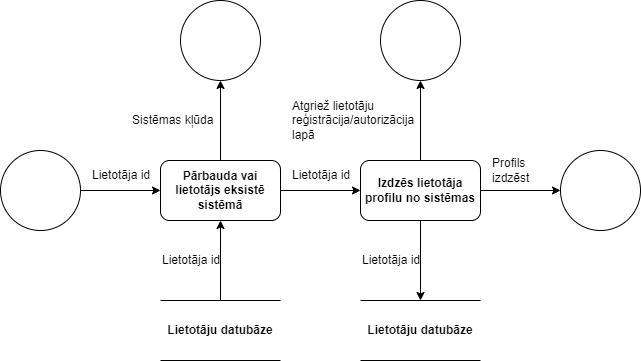 Sistēmas kļūda
Atgriež lietotāju
reģistrācija/autorizācija
lapā
Lietotāja id
Pārbauda vai
lietotājs eksistē
sistēmā
Lietotāja id
Izdzēs lietotāja
profilu no sistēmas
Profils
izdzēst
Lietotāja id
Lietotāja id
Lietotāju datubāze
Lietotāju datubāze